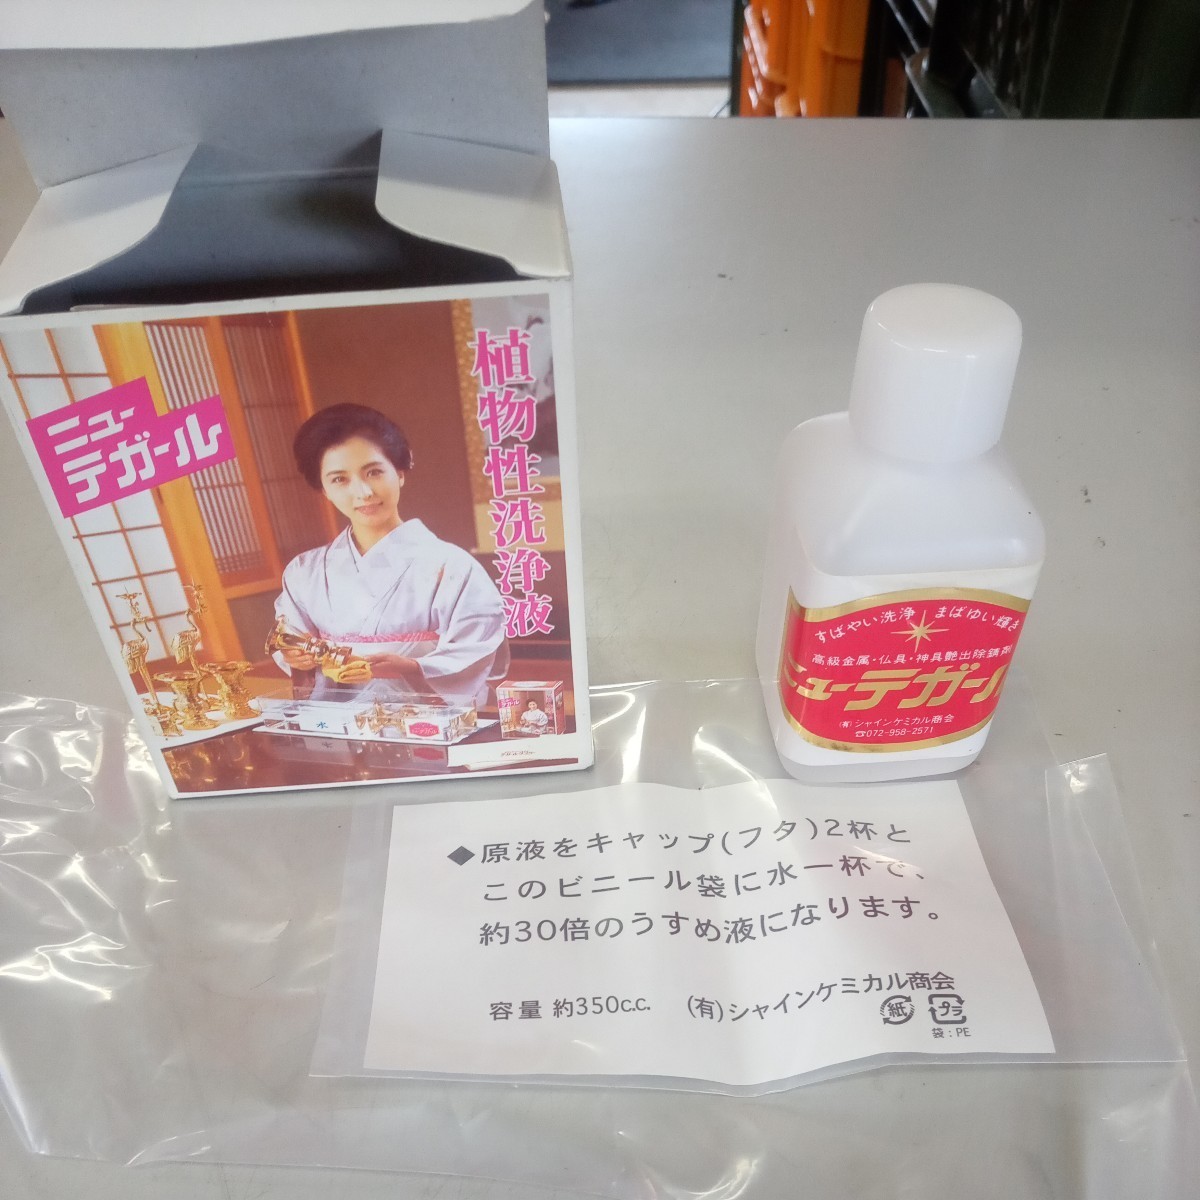 ニュー
テガール
植物性洗浄液
水
すばやい洗浄 まばゆい輝き
高級金属・仏具・神具艶出除錆剤
ニューテガール
(有)シャインケミカル商会
☎072-958-2571
◆原液をキャップ(フタ)2杯と
このビニール袋に水一杯で、
約30倍のうすめ液になります。
容量 約350c.c. (有)シャインケミカル商会
紙 プラ
袋:PE